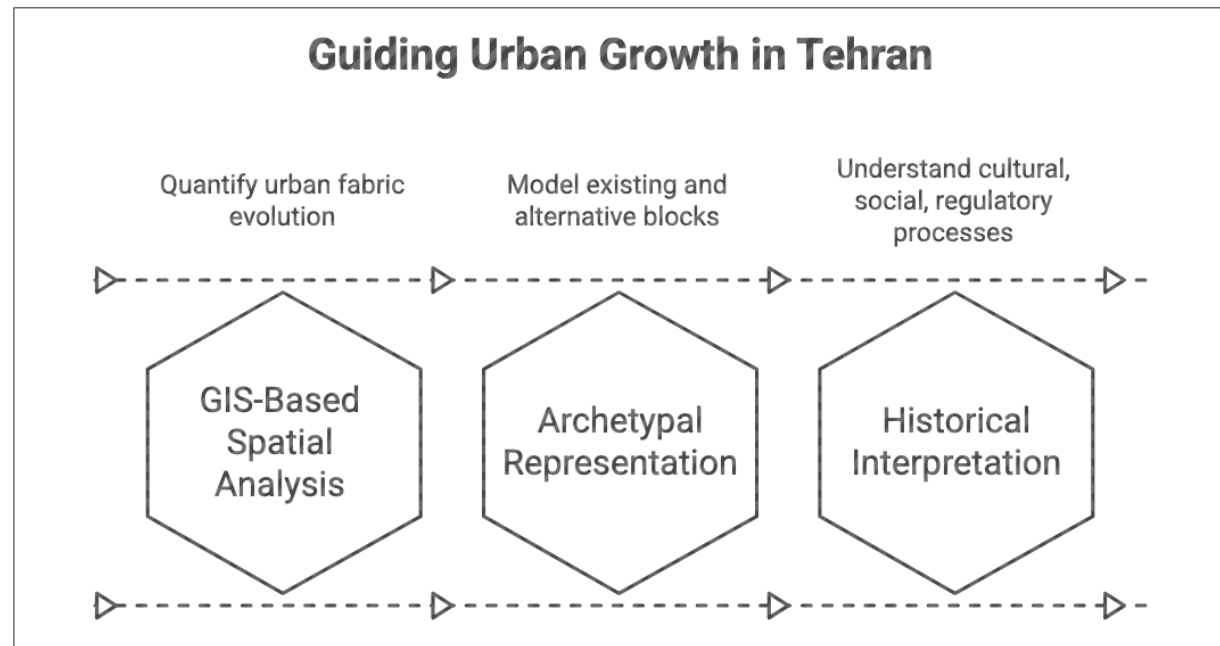 Guiding Urban Growth in Tehran
Quantify urban fabric
evolution
Model existing and
alternative blocks
Understand cultural,
social, regulatory
processes
GIS-Based
Spatial
Analysis
Archetypal
Representation
Historical
Interpretation